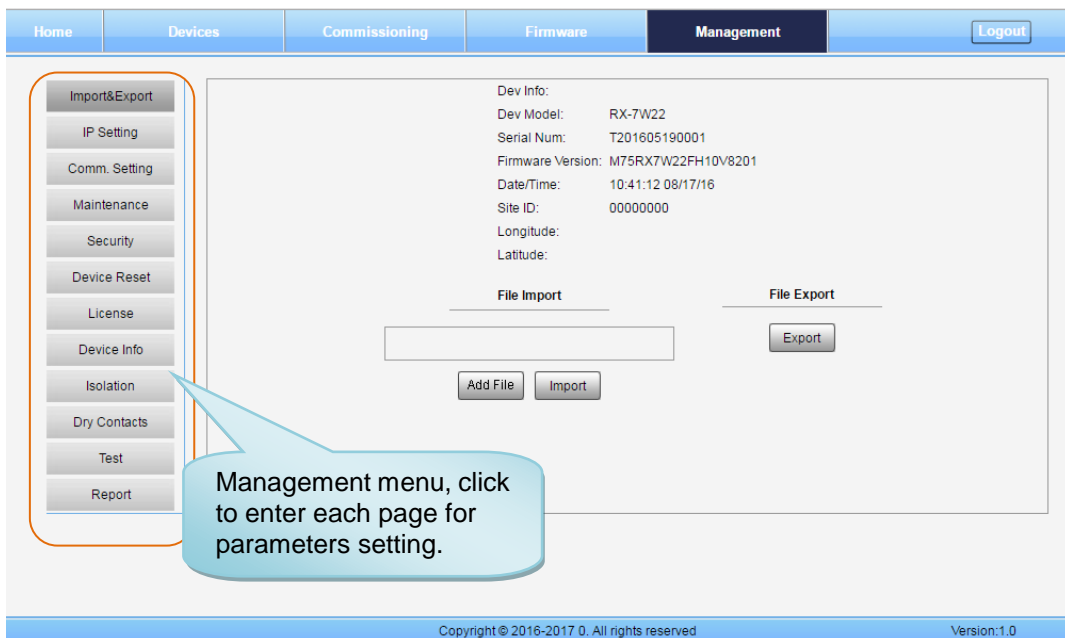 Home Devices Commissioning Firmware Management Logout
Import&Export
IP Setting
Comm. Setting
Maintenance
Security
Device Reset
License
Device Info
Isolation
Dry Contacts
Test
Report
Dev Info:
Dev Model: RX-7W22
Serial Num: T201605190001
Firmware Version: M75RX7W22FH10V8201
Date/Time: 10:41:12 08/17/16
Site ID: 00000000
Longitude:
Latitude:
File Import
Add File Import
File Export
Export
Management menu, click
to enter each page for
parameters setting.
Copyright © 2016-2017 0. All rights reserved Version:1.0